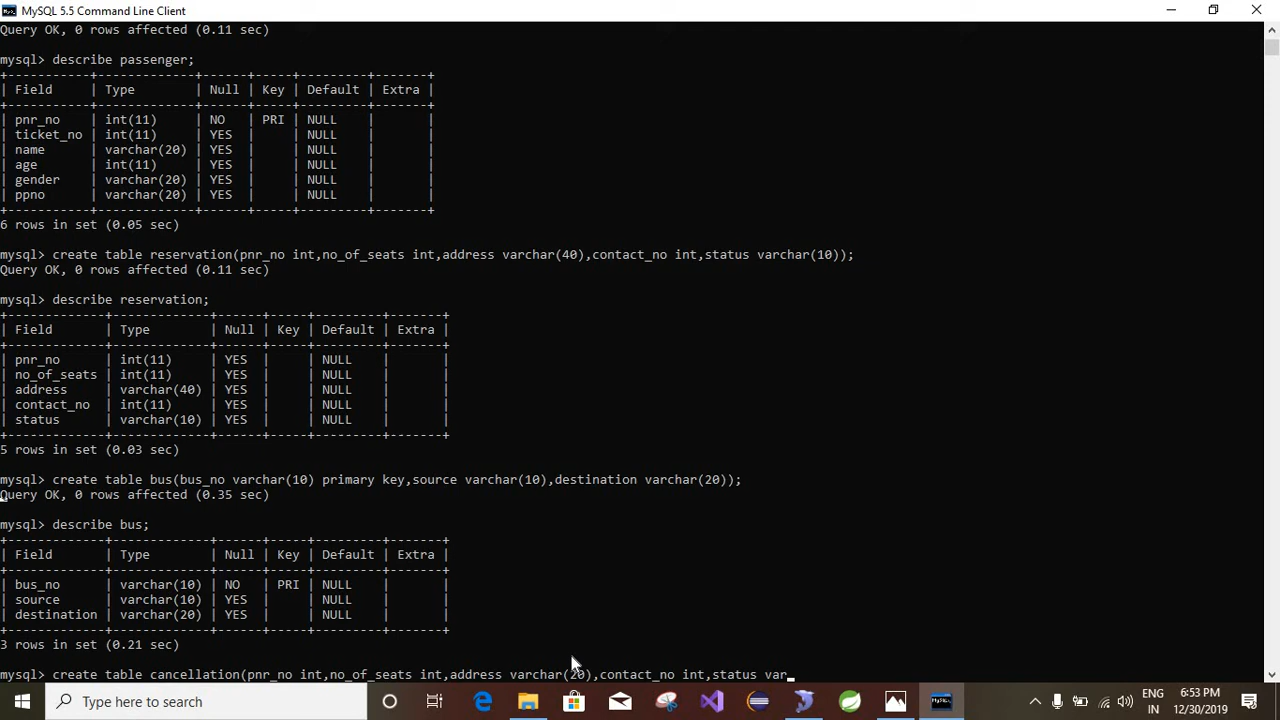 MySQL 5.5 Command Line Client
Query OK, 0 rows affected (0.11 sec)
mysql> describe passenger;
+-----------+-------------+------+-----+---------+-------+
| Field     | Type        | Null | Key | Default | Extra |
+-----------+-------------+------+-----+---------+-------+
| pnr_no    | int(11)     | NO   | PRI | NULL    |       |
| ticket_no | int(11)     | YES  |     | NULL    |       |
| name      | varchar(20) | YES  |     | NULL    |       |
| age       | int(11)     | YES  |     | NULL    |       |
| gender    | varchar(20) | YES  |     | NULL    |       |
| ppno      | varchar(20) | YES  |     | NULL    |       |
+-----------+-------------+------+-----+---------+-------+
6 rows in set (0.05 sec)
mysql> create table reservation(pnr_no int,no_of_seats int,address varchar(40),contact_no int,status varchar(10));
Query OK, 0 rows affected (0.11 sec)
mysql> describe reservation;
+-------------+-------------+------+-----+---------+-------+
| Field       | Type        | Null | Key | Default | Extra |
+-------------+-------------+------+-----+---------+-------+
| pnr_no      | int(11)     | YES  |     | NULL    |       |
| no_of_seats | int(11)     | YES  |     | NULL    |       |
| address     | varchar(40) | YES  |     | NULL    |       |
| contact_no  | int(11)     | YES  |     | NULL    |       |
| status      | varchar(10) | YES  |     | NULL    |       |
+-------------+-------------+------+-----+---------+-------+
5 rows in set (0.03 sec)
mysql> create table bus(bus_no varchar(10) primary key,source varchar(10),destination varchar(20));
Query OK, 0 rows affected (0.35 sec)
mysql> describe bus;
+-------------+-------------+------+-----+---------+-------+
| Field       | Type        | Null | Key | Default | Extra |
+-------------+-------------+------+-----+---------+-------+
| bus_no      | varchar(10) | NO   | PRI | NULL    |       |
| source      | varchar(10) | YES  |     | NULL    |       |
| destination | varchar(20) | YES  |     | NULL    |       |
+-------------+-------------+------+-----+---------+-------+
3 rows in set (0.21 sec)
mysql> create table cancellation(pnr_no int,no_of_seats int,address varchar(20),contact_no int,status var_
Type here to search
ENG
IN
6:53 PM
12/30/2019